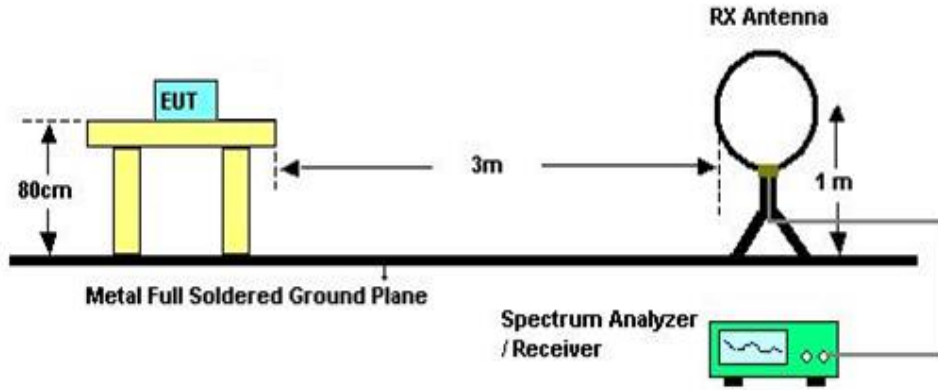 RX Antenna
EUT
80cm
3m
1 m
Metal Full Soldered Ground Plane
Spectrum Analyzer
/ Receiver